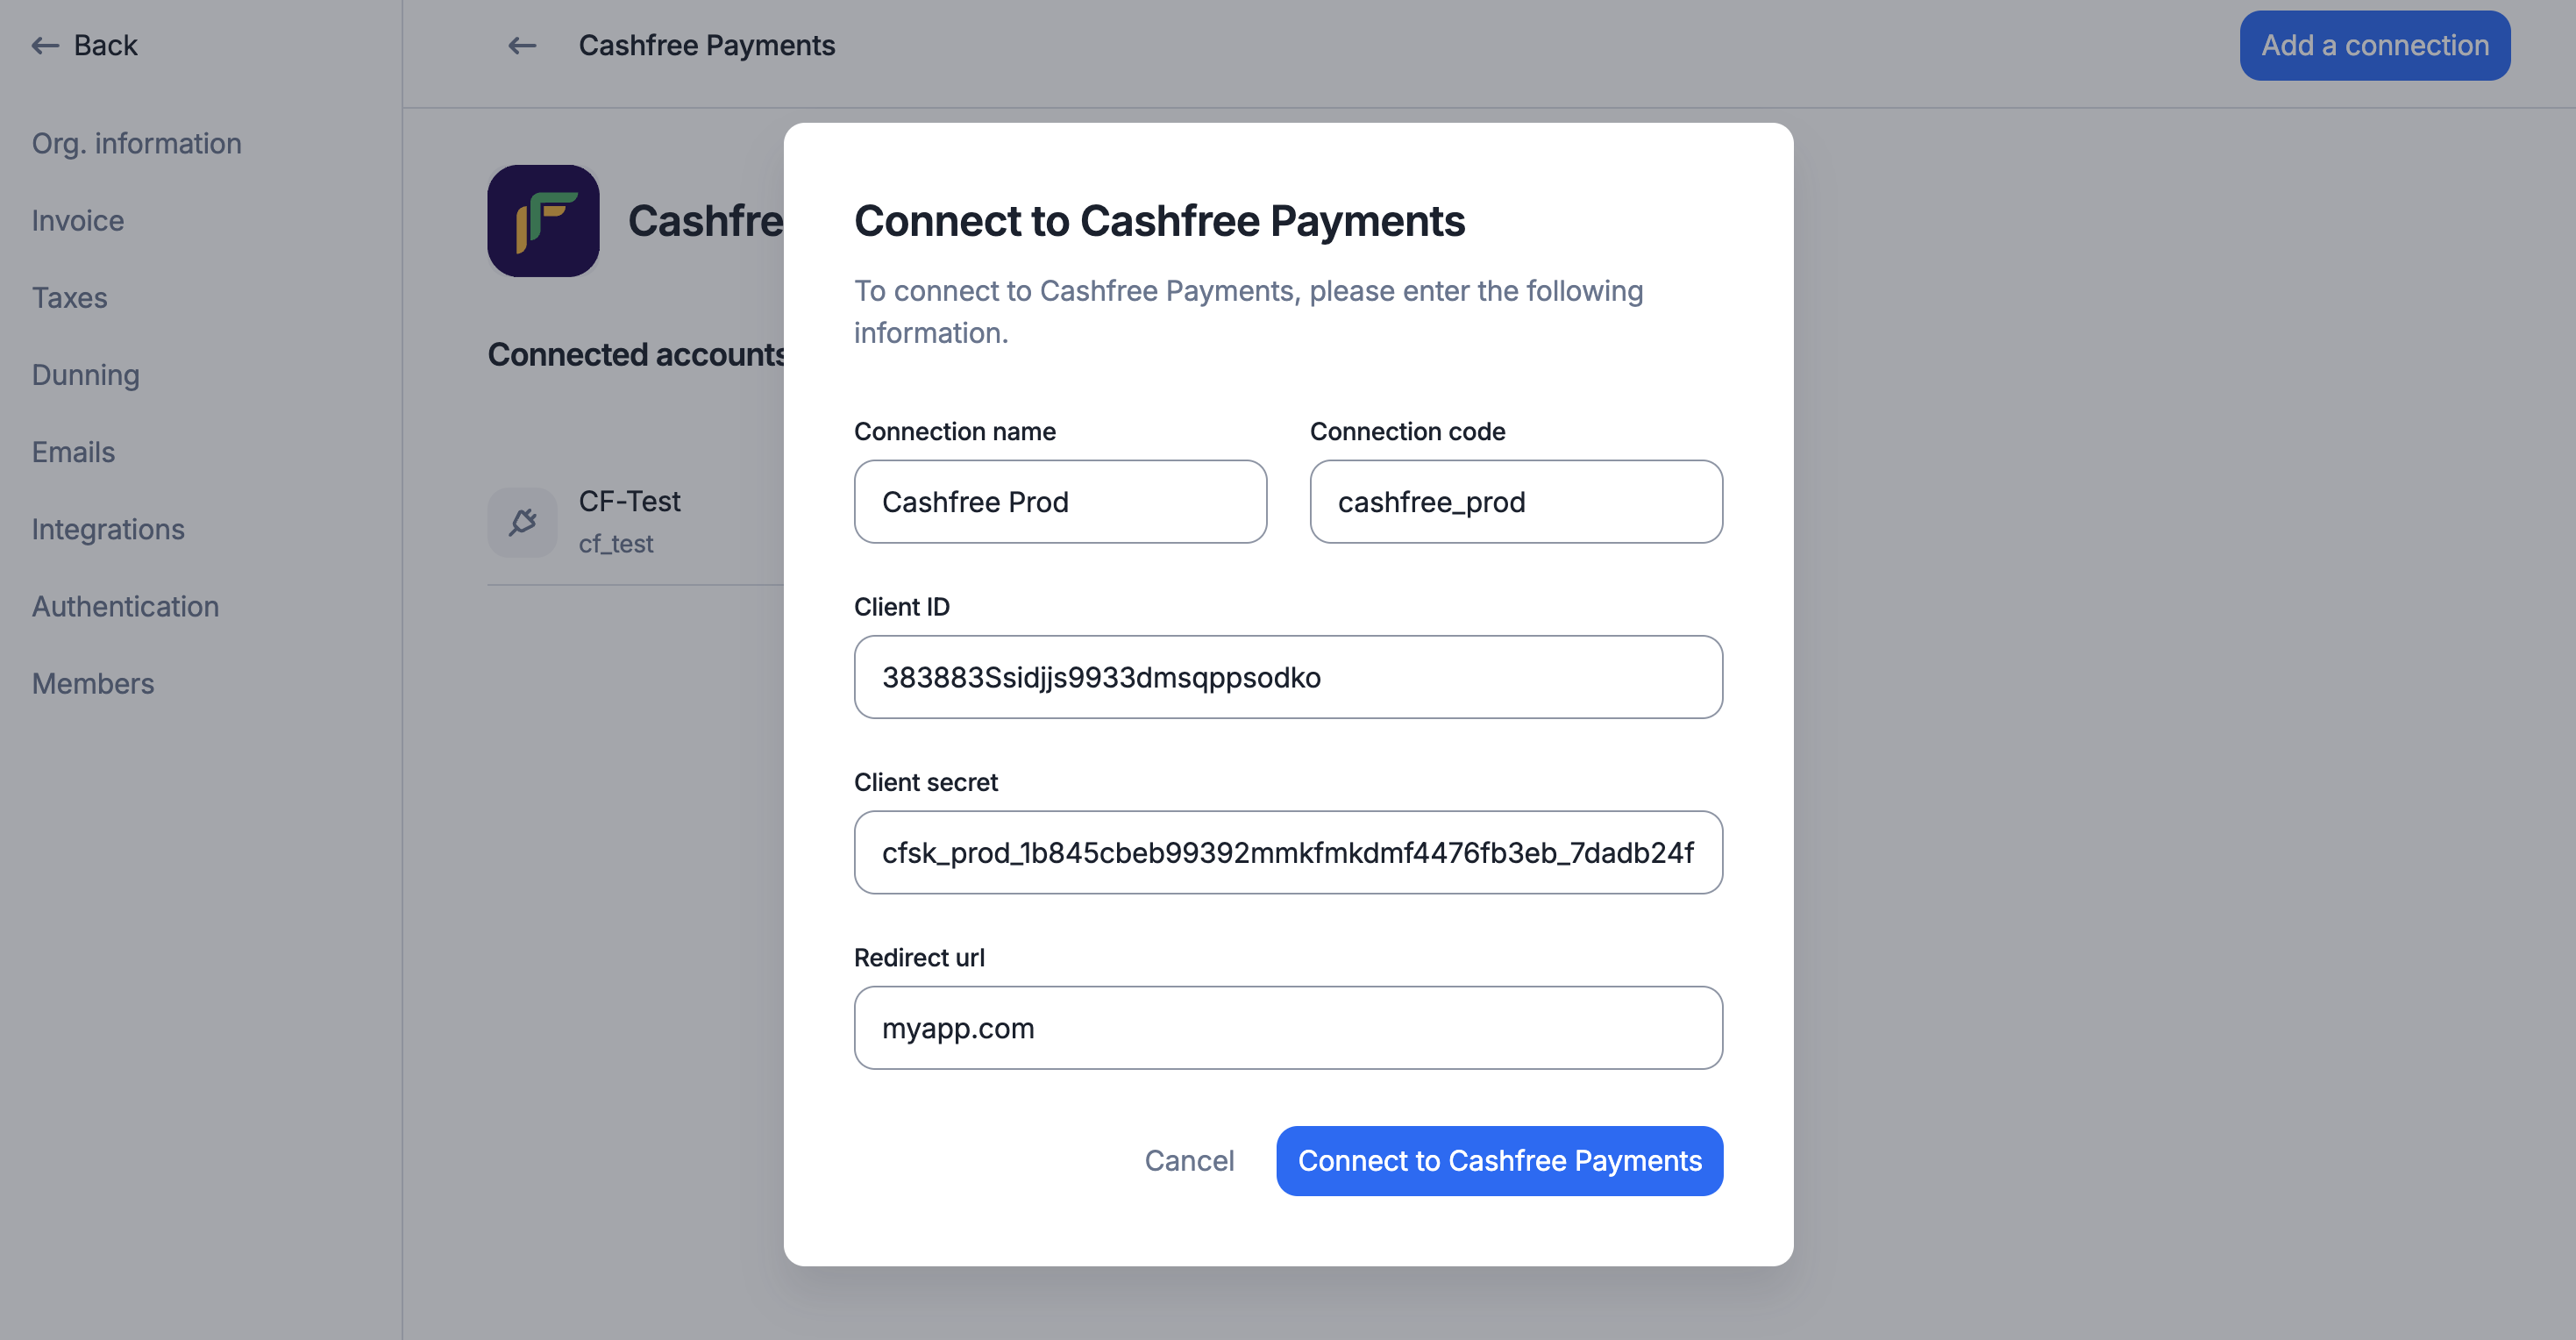 Back
Cashfree Payments
Add a connection
Org. information
Invoice
Taxes
Dunning
Emails
Integrations
Authentication
Members
Cashfre
Connected accounts
CF-Test
cf_test
Connect to Cashfree Payments
To connect to Cashfree Payments, please enter the following
information.
Connection name
Connection code
Cashfree Prod
cashfree_prod
Client ID
383883Ssidjjs9933dmsqppsodko
Client secret
cfsk_prod_1b845cbeb99392mmkfmkdmf4476fb3eb_7dadb24f
Redirect url
myapp.com
Cancel
Connect to Cashfree Payments